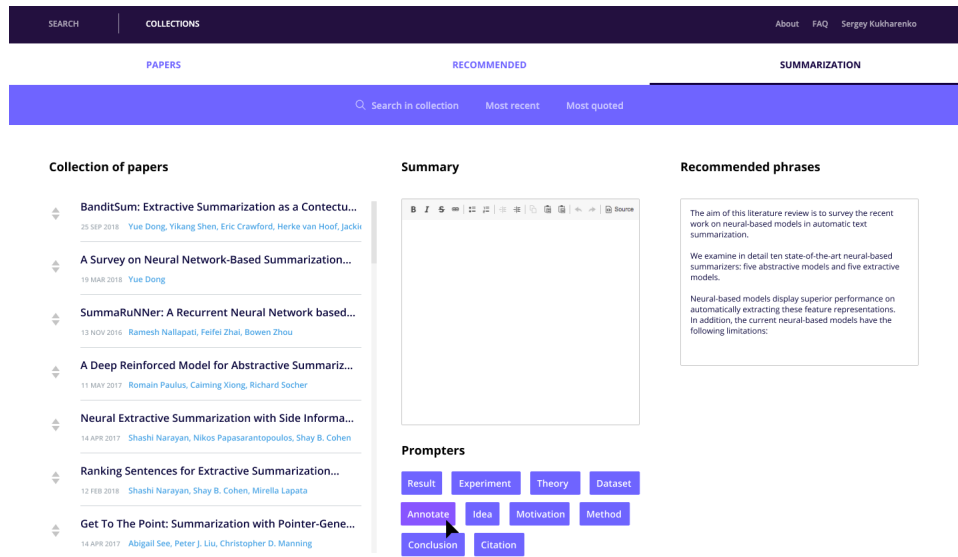 SEARCH
COLLECTIONS
About FAQ Sergey Kukharenko
PAPERS
RECOMMENDED
SUMMARIZATION
Search in collection Most recent Most quoted
Collection of papers
BanditSum: Extractive Summarization as a Contectu...
25 SEP 2018 Yue Dong, Yikang Shen, Eric Crawford, Herke van Hoof, Jackie
A Survey on Neural Network-Based Summarization...
19 MAR 2018 Yue Dong
SummaRuNNer: A Recurrent Neural Network based...
13 NOV 2016 Ramesh Nallapati, Feifei Zhai, Bowen Zhou
A Deep Reinforced Model for Abstractive Summariz...
11 MAY 2017 Romain Paulus, Caiming Xiong, Richard Socher
Neural Extractive Summarization with Side Informa...
14 APR 2017 Shashi Narayan, Nikos Papasarantopoulos, Shay B. Cohen
Ranking Sentences for Extractive Summarization...
12 FEB 2018 Shashi Narayan, Shay B. Cohen, Mirella Lapata
Get To The Point: Summarization with Pointer-Gene...
14 APR 2017 Abigail See, Peter J. Liu, Christopher D. Manning
Summary
B I S Source
Prompters
Result Experiment Theory Dataset
Annotate Idea Motivation Method
Conclusion Citation
Recommended phrases
The aim of this literature review is to survey the recent
work on neural-based models in automatic text
summarization.
We examine in detail ten state-of-the-art neural-based
summarizers: five abstractive models and five extractive
models.
Neural-based models display superior performance on
automatically extracting these feature representations.
In addition, the current neural-based models have the
following limitations: